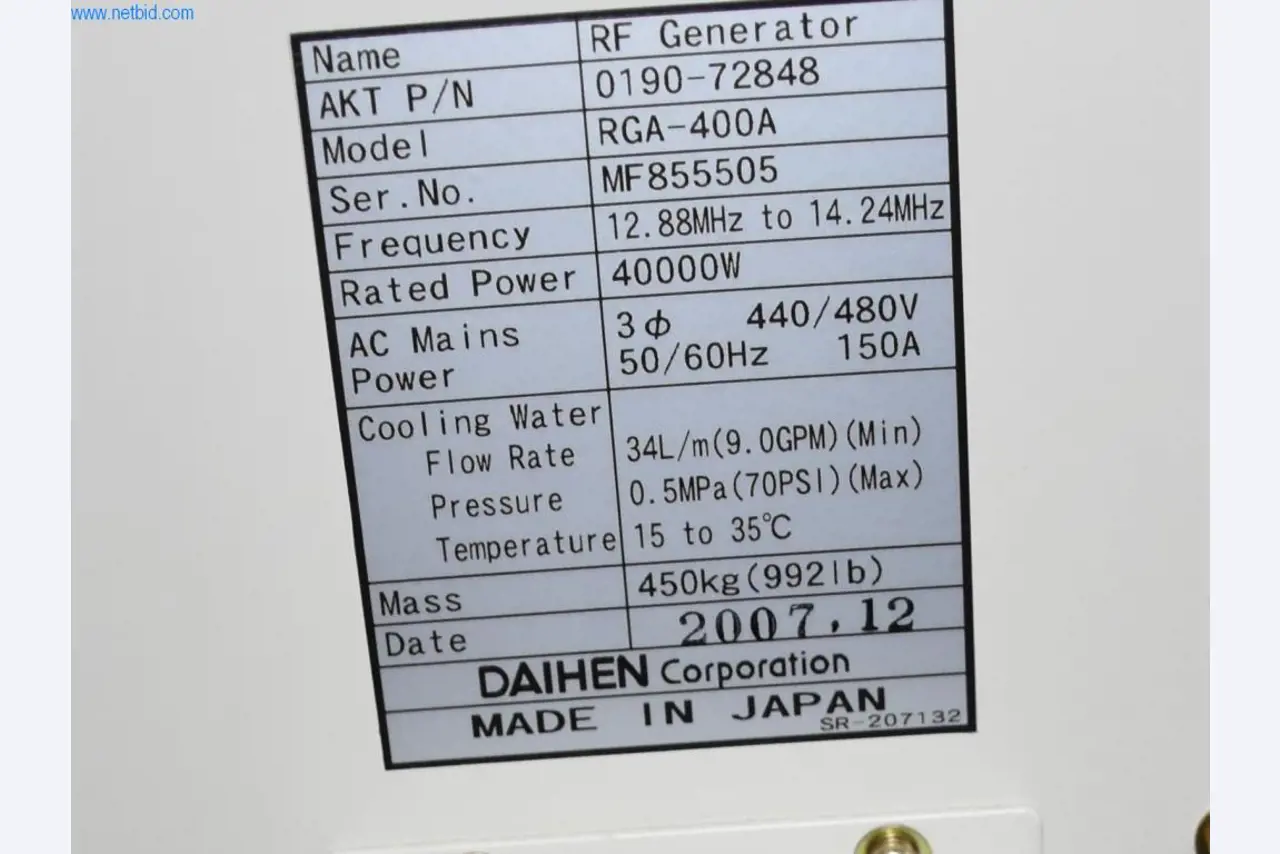 www.netbid.com
Name RF Generator
AKT P/N 0190-72848
Model RGA-400A
Ser.No. MF855505
Frequency 12.88MHz to 14.24MHz
Rated Power 40000W
AC Mains Power 3φ 440/480V
50/60Hz 150A
Cooling Water
Flow Rate 34L/m(9.0GPM)(Min)
Pressure 0.5MPa(70PSI)(Max)
Temperature 15 to 35℃
Mass 450kg(992lb)
Date 2007.12
DAIHEN Corporation
MADE IN JAPAN
SR-207132